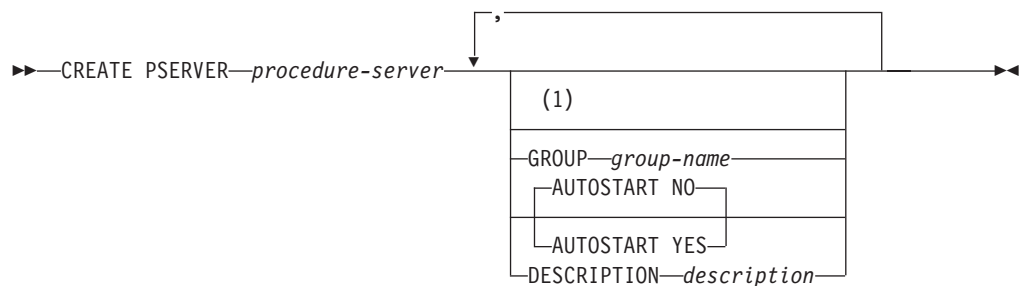 ,
CREATE PSERVER procedure-server
(1)
GROUP group-name
AUTOSTART NO
AUTOSTART YES
DESCRIPTION description